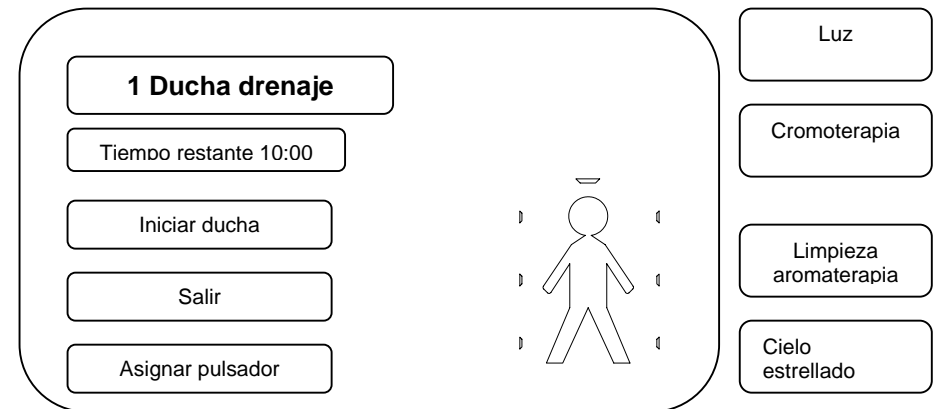 1 Ducha drenaje
Tiempo restante 10:00
Iniciar ducha
Salir
Asignar pulsador
Luz
Cromoterapia
Limpieza
aromaterapia
Cielo
estrellado